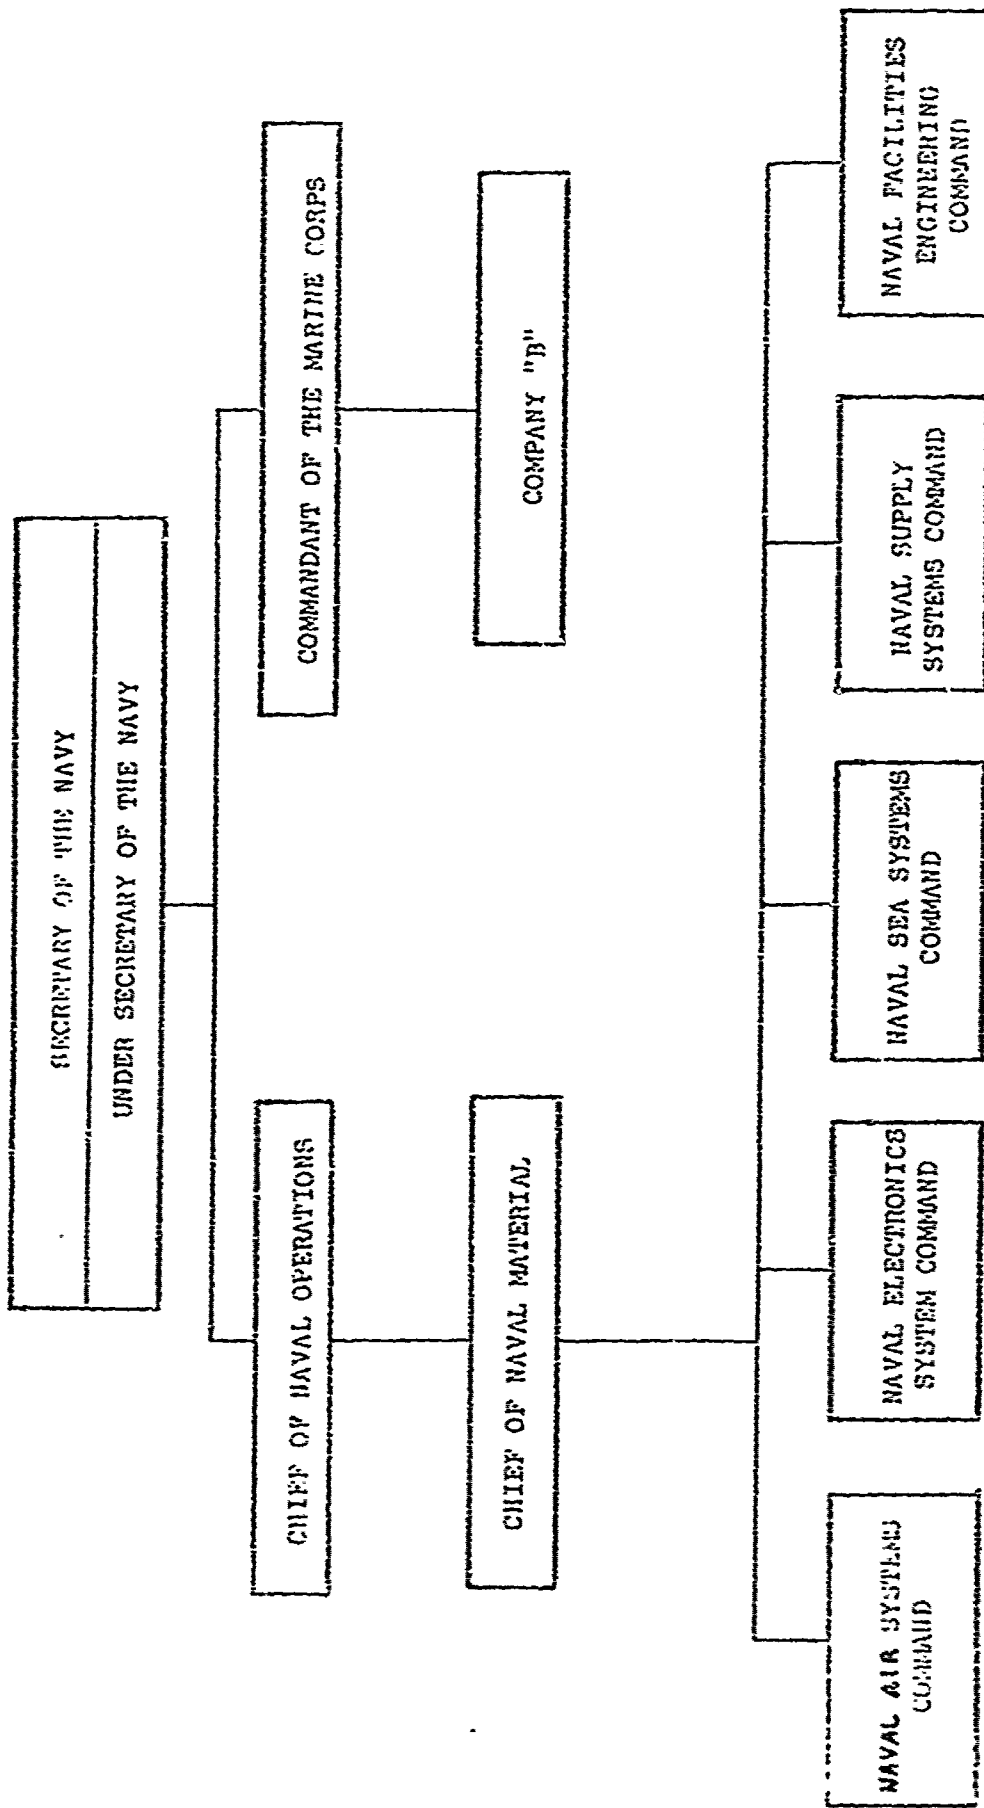 SECRETARY OF THE NAVY
UNDER SECRETARY OF THE NAVY
CHIEF OF NAVAL OPERATIONS
COMMANDANT OF THE MARINE CORPS
CHIEF OF NAVAL MATERIAL
COMPANY "B"
NAVAL AIR SYSTEMS
COMMAND
NAVAL ELECTRONICS
SYSTEM COMMAND
NAVAL SEA SYSTEMS
COMMAND
NAVAL SUPPLY
SYSTEMS COMMAND
NAVAL FACILITIES
ENGINEERING
COMMAND